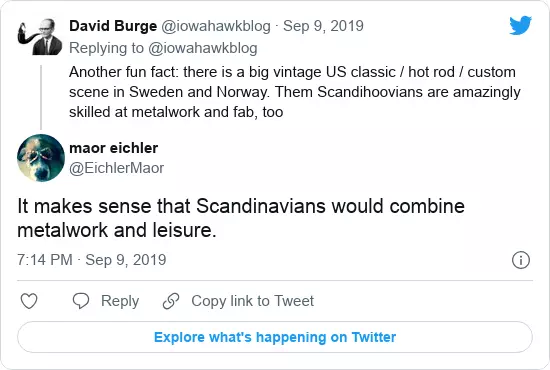 David Burge @iowahawkblog · Sep 9, 2019
Replying to @iowahawkblog
Another fun fact: there is a big vintage US classic / hot rod / custom
scene in Sweden and Norway. Them Scandihoovians are amazingly
skilled at metalwork and fab, too
maor eichler
@EichlerMaor
It makes sense that Scandinavians would combine
metalwork and leisure.
7:14 PM · Sep 9, 2019
Reply Copy link to Tweet
Explore what's happening on Twitter